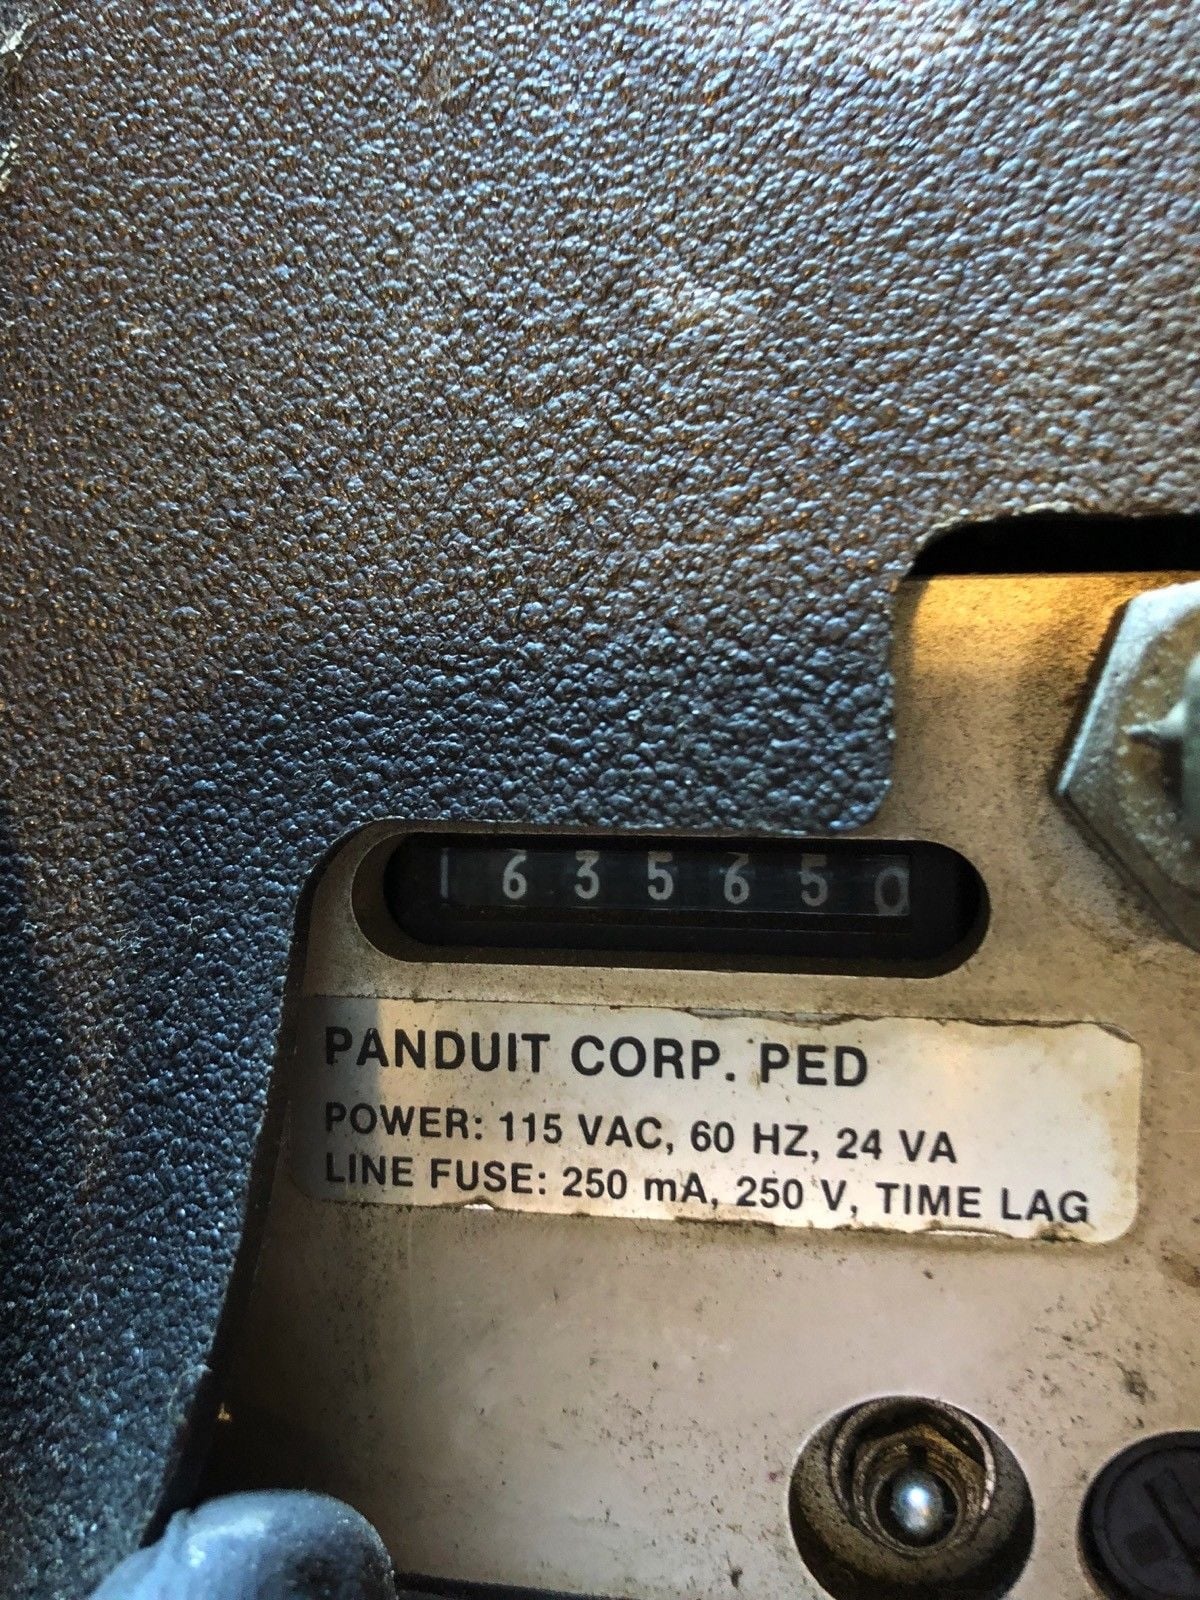 1635650
PANDUIT CORP. PED
POWER: 115 VAC, 60 HZ, 24 VA
LINE FUSE: 250 mA, 250 V, TIME LAG